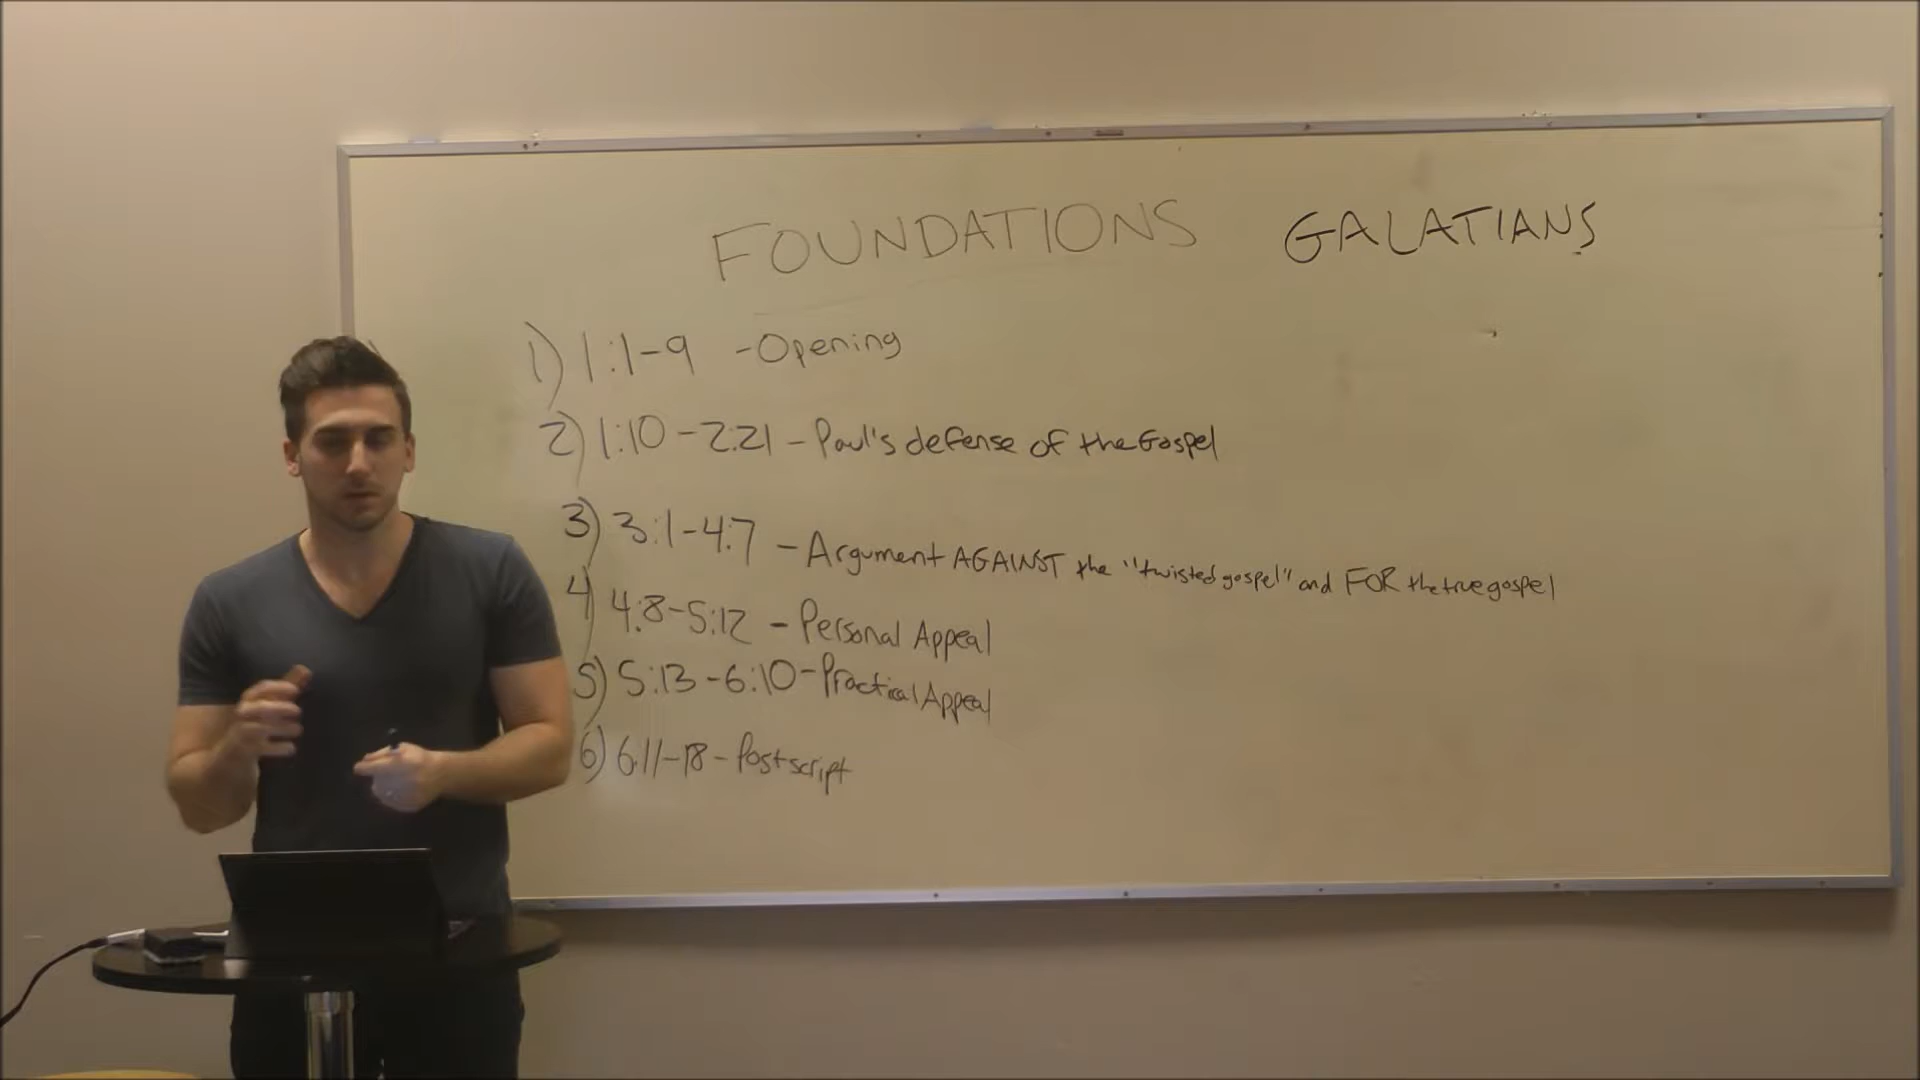 FOUNDATIONS GALATIANS
1) 1:1-9 - Opening
2) 1:10-2:21 - Paul's defense of the Gospel
3) 3:1-4:7 - Argument AGAINST the "twisted gospel" and FOR the true gospel
4) 4:8-5:12 - Personal Appeal
5) 5:13-6:10 - Practical Appeal
6) 6:11-18 - Postscript